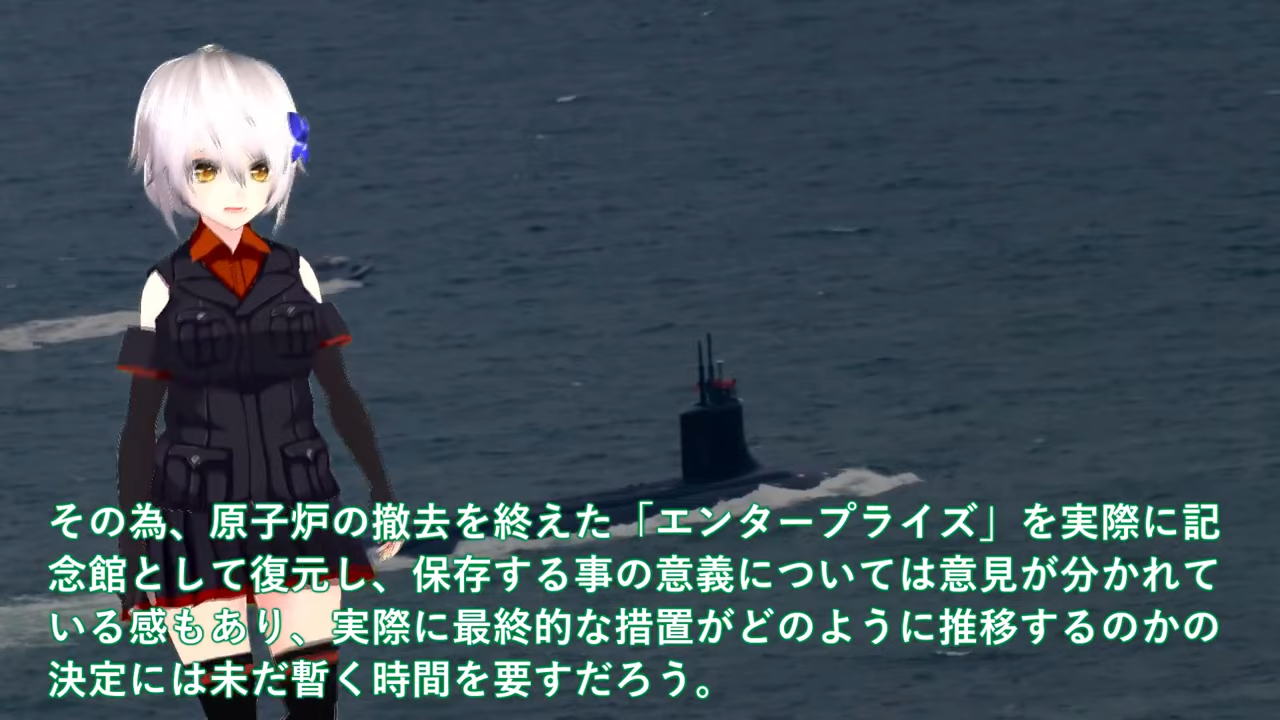 その為、原子炉の撤去を終えた「エンタープライズ」を実際に記
念館として復元し、保存する事の意義については意見が分かれて
いる感もあり、実際に最終的な措置がどのように推移するのかの
決定には未だ暫く時間を要すだろう。